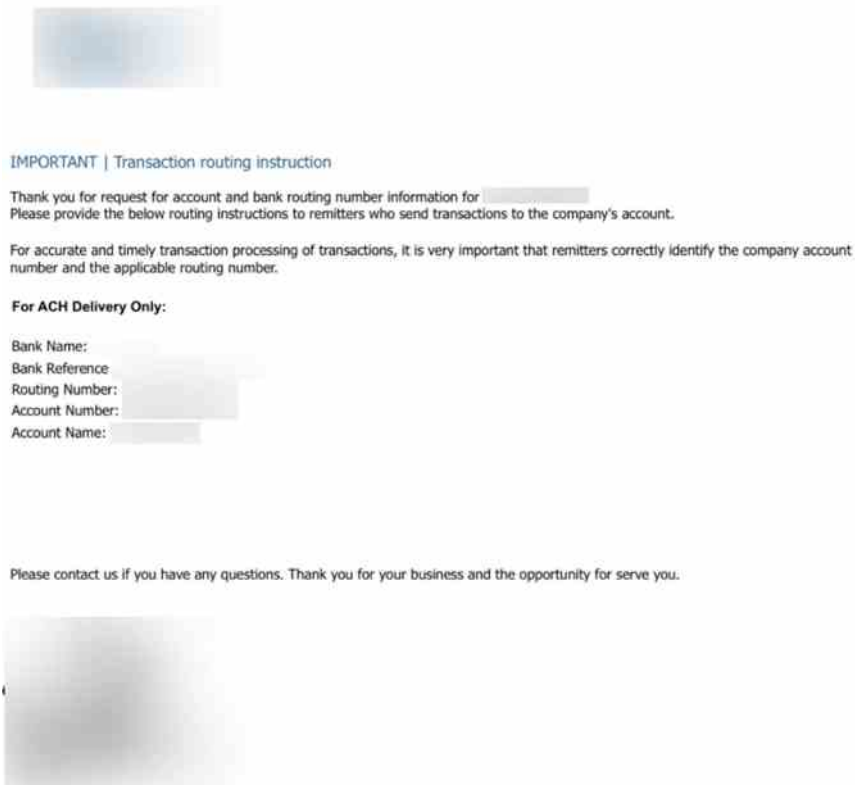 IMPORTANT | Transaction routing instruction
Thank you for request for account and bank routing number information for
Please provide the below routing instructions to remitters who send transactions to the company's account.
For accurate and timely transaction processing of transactions, it is very important that remitters correctly identify the company account
number and the applicable routing number.
For ACH Delivery Only:
Bank Name:
Bank Reference
Routing Number:
Account Number:
Account Name:
Please contact us if you have any questions. Thank you for your business and the opportunity for serve you.